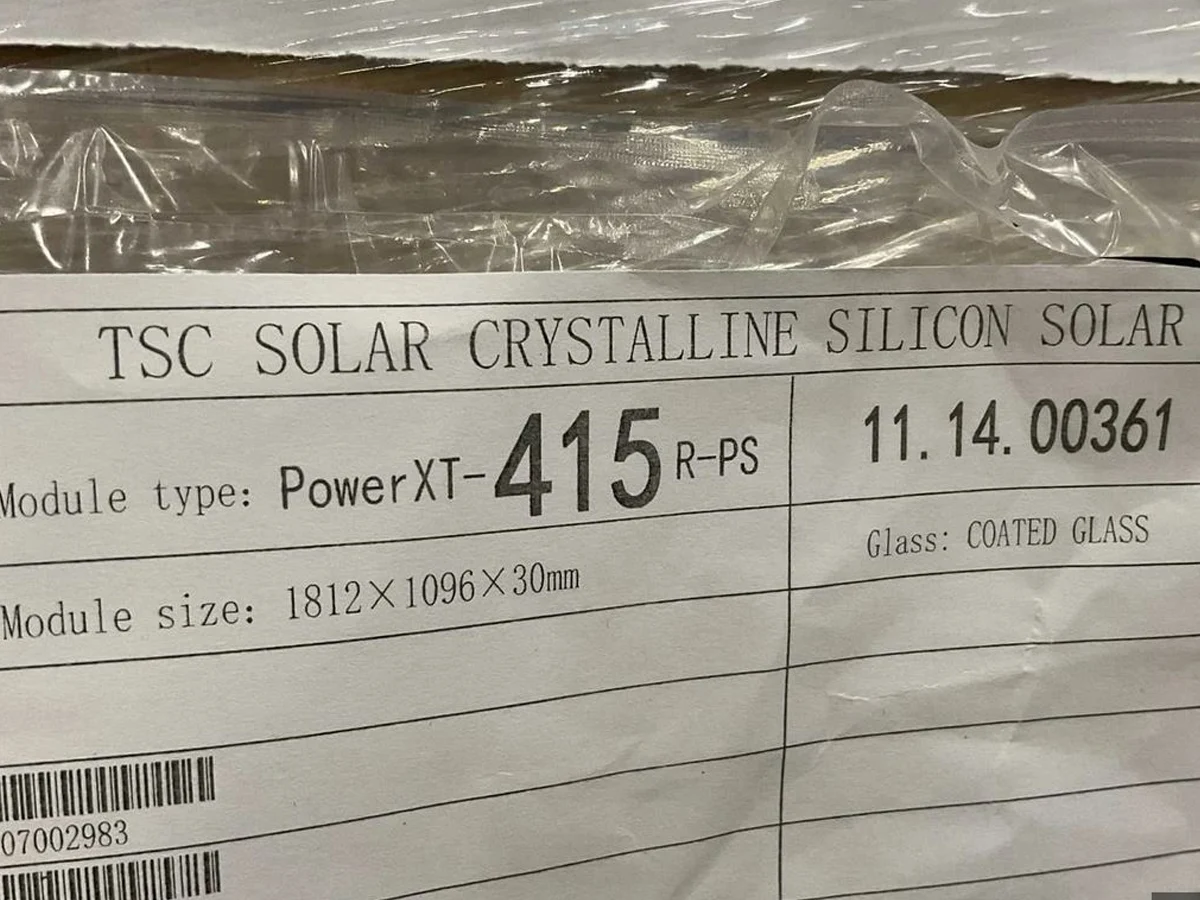 TSC SOLAR CRYSTALLINE SILICON SOLAR
Module type: PowerXT-415R-PS
11.14.00361
Module size: 1812×1096×30mm
Glass: COATED GLASS
07002983